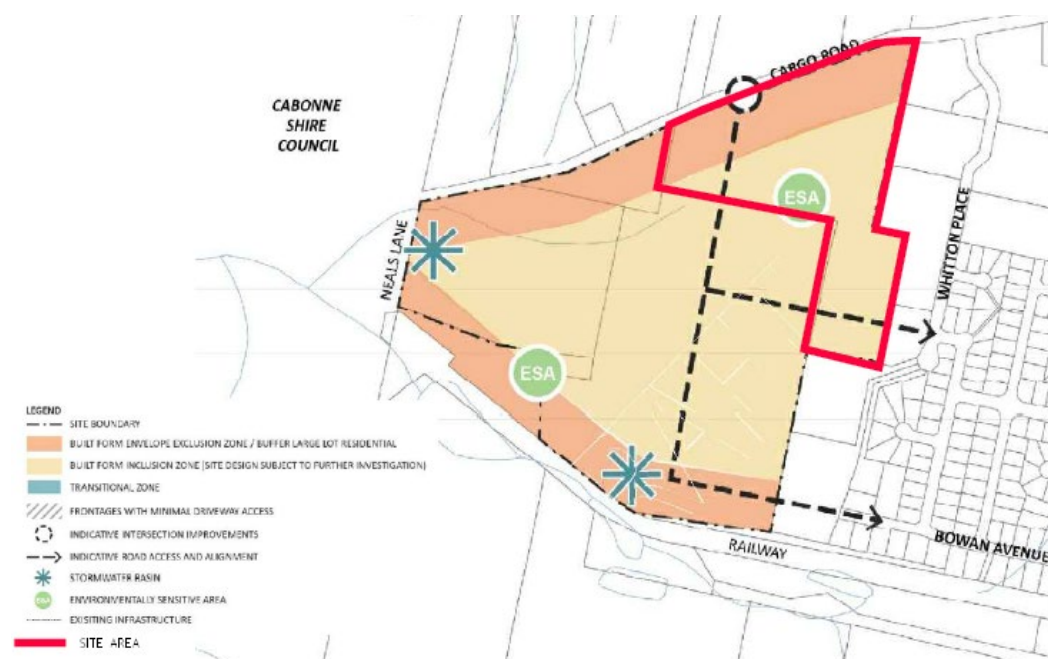 CARGO ROAD
CABONNE
SHIRE
COUNCIL
ESA
WHITTON PLACE
NEALS LANE
ESA
LEGEND
SITE BOUNDARY
BUILT FORM ENVELOPE EXCLUSION ZONE / BUFFER LARGE LOT RESIDENTIAL
BUILT FORM INCLUSION ZONE (SITE DESIGN SUBJECT TO FURTHER INVESTIGATION)
TRANSITIONAL ZONE
FRONTAGES WITH MINIMAL DRIVEWAY ACCESS
INDICATIVE INTERSECTION IMPROVEMENTS
INDICATIVE ROAD ACCESS AND ALIGNMENT
STORMWATER BASIN
ESA ENVIRONMENTALLY SENSITIVE AREA
EXISITING INFRASTRUCTURE
SITE AREA
RAILWAY
BOWAN AVENUE